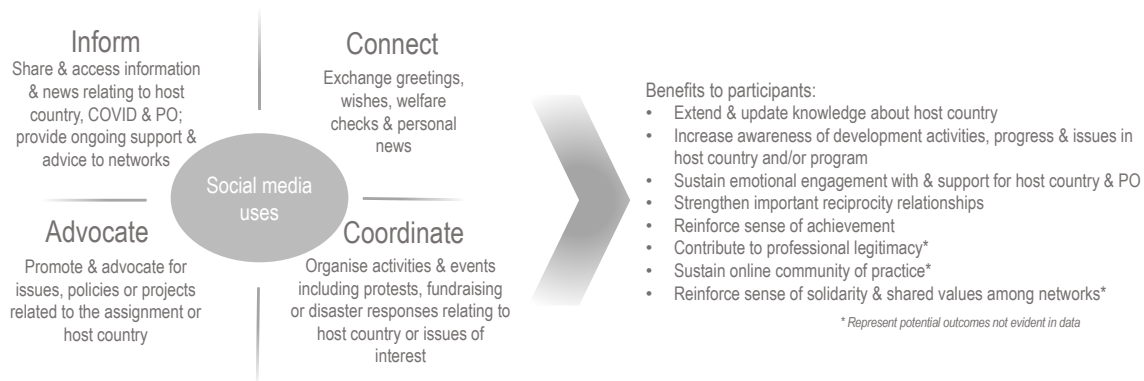 Inform
Share & access information
& news relating to host
country, COVID & PO;
provide ongoing support &
advice to networks
Connect
Exchange greetings,
wishes, welfare
checks & personal
news
Social media
uses
Advocate
Promote & advocate for
issues, policies or projects
related to the assignment or
host country
Coordinate
Organise activities & events
including protests, fundraising
or disaster responses relating to
host country or issues of
interest
Benefits to participants:
• Extend & update knowledge about host country
• Increase awareness of development activities, progress & issues in
host country and/or program
• Sustain emotional engagement with & support for host country & PO
• Strengthen important reciprocity relationships
• Reinforce sense of achievement
• Contribute to professional legitimacy*
• Sustain online community of practice*
• Reinforce sense of solidarity & shared values among networks*
* Represent potential outcomes not evident in data